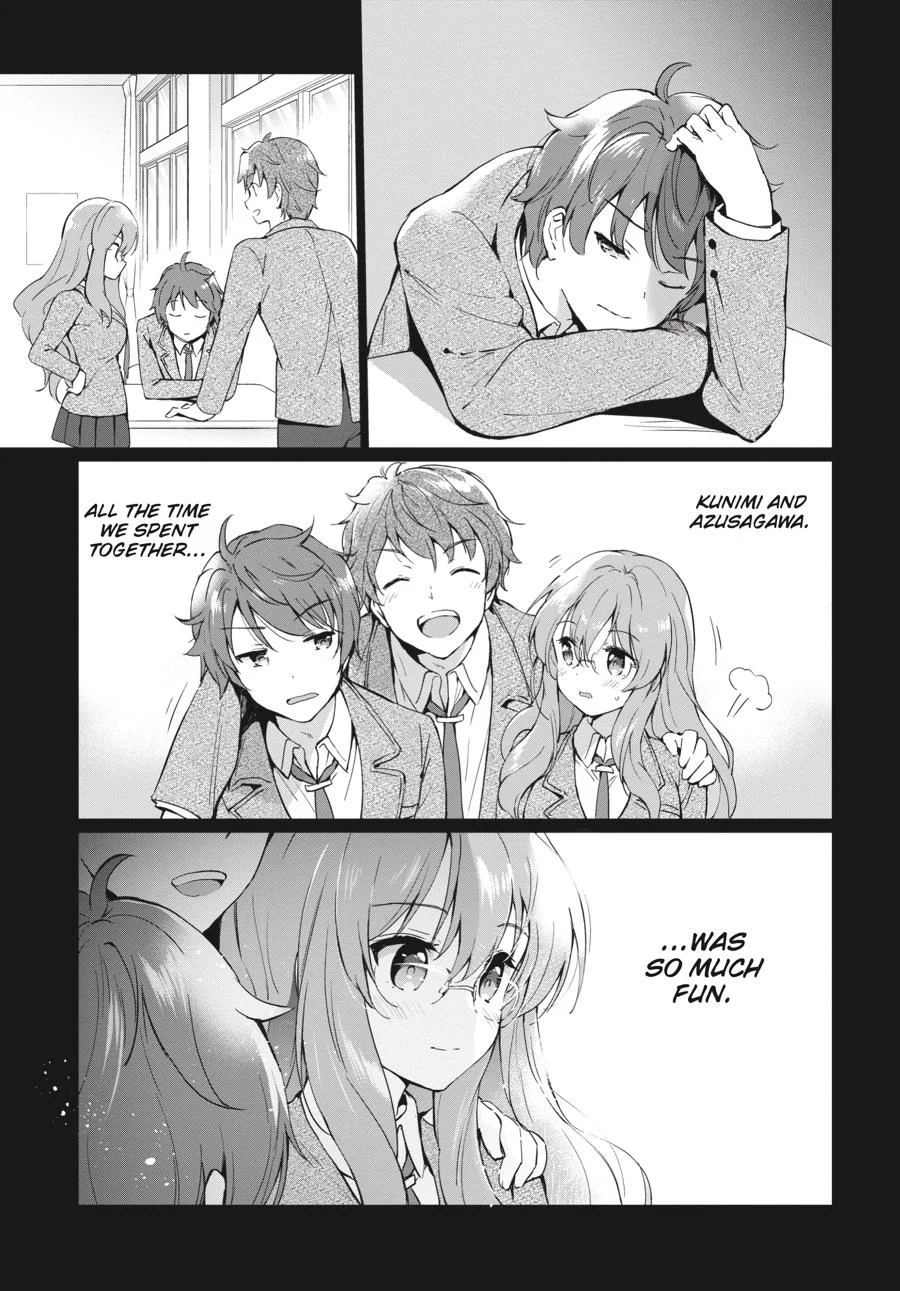 KUNIMI AND
AZUSAGAWA.
ALL THE TIME
WE SPENT
TOGETHER...
...WAS
SO MUCH
FUN.